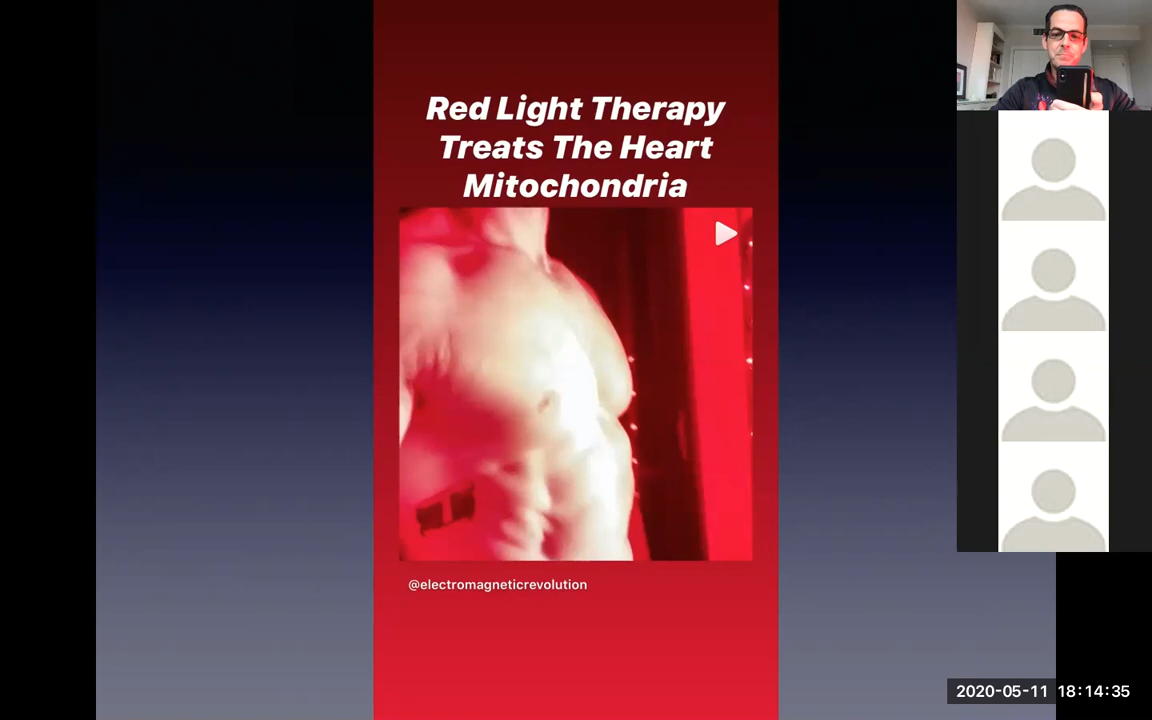 Red Light Therapy
Treats The Heart
Mitochondria
@electromagneticrevolution
2020-05-11 18:14:35